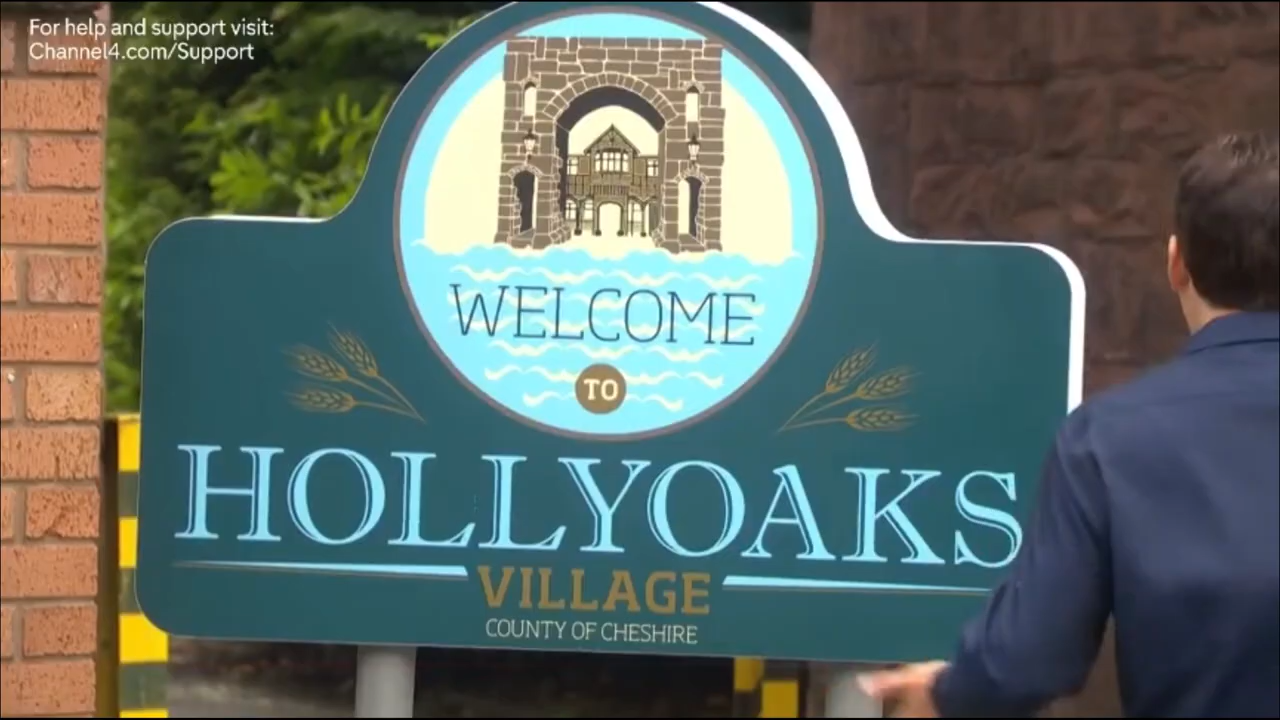 For help and support visit:
Channel4.com/Support
WELCOME
TO
HOLLYOAKS
VILLAGE
COUNTY OF CHESHIRE